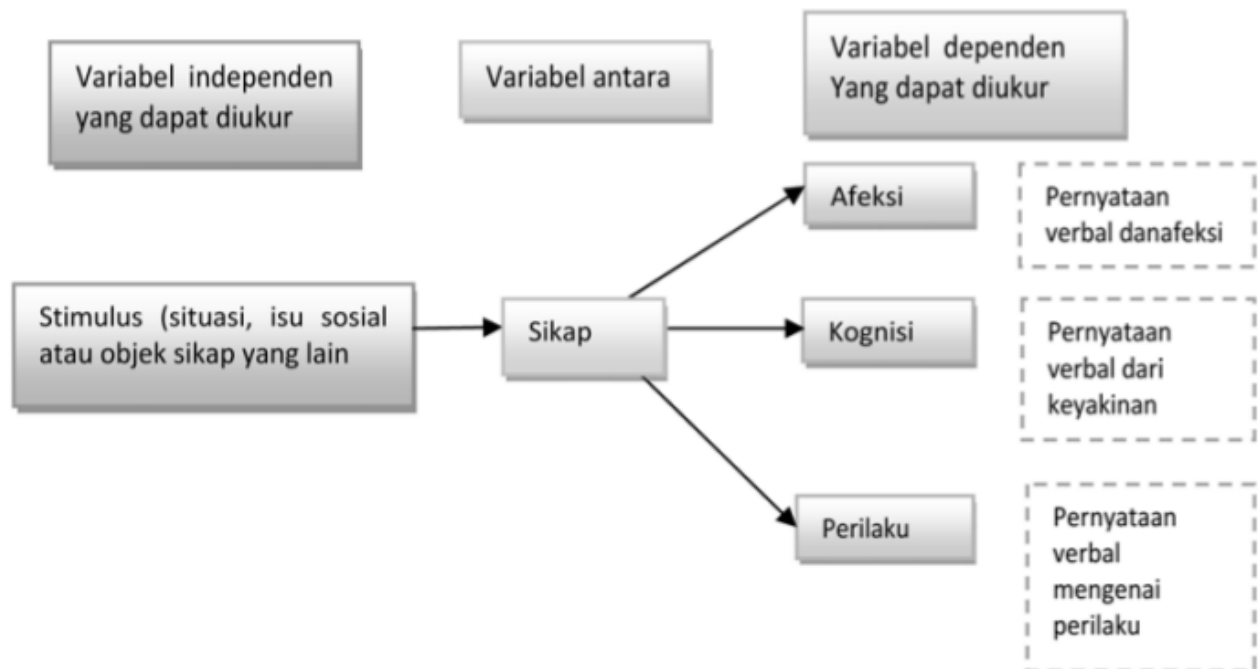 Variabel independen
yang dapat diukur
Variabel antara
Variabel dependen
Yang dapat diukur
Stimulus (situasi, isu sosial
atau objek sikap yang lain
Sikap
Afeksi
Pernyataan
verbal danafeksi
Kognisi
Pernyataan
verbal dari
keyakinan
Perilaku
Pernyataan
verbal
mengenai
perilaku